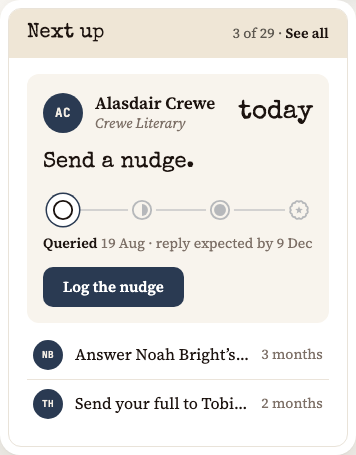 Next up
3 of 29 · See all
AC
Alasdair Crewe
today
Crewe Literary
Send a nudge.
Queried 19 Aug · reply expected by 9 Dec
Log the nudge
NB
Answer Noah Bright's...
3 months
TH
Send your full to Tobi...
2 months